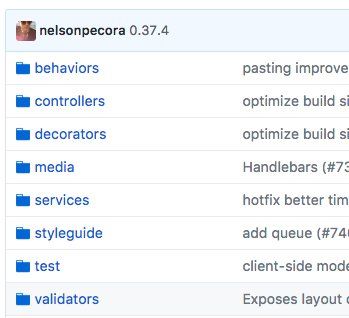 nelsonpecora 0.37.4
behaviors pasting improve
controllers optimize build si
decorators optimize build si
media Handlebars (#73
services hotfix better tim
styleguide add queue (#740
test client-side mode
validators Exposes layout